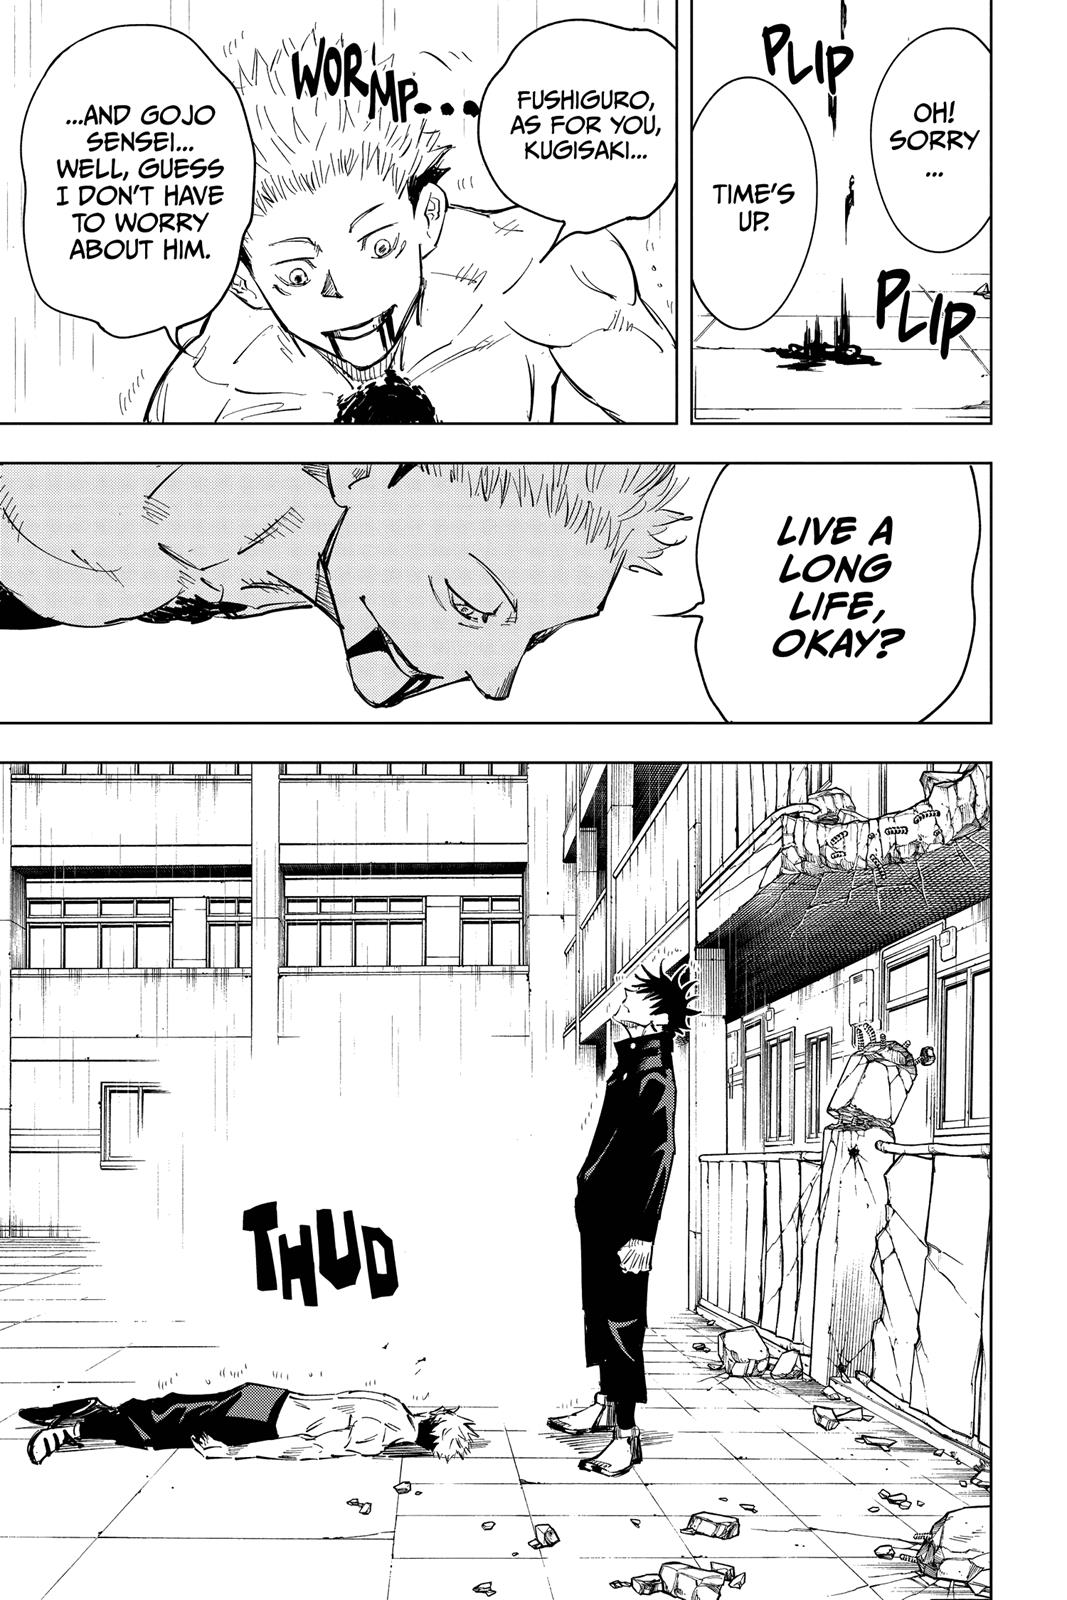 PLIP
OH!
SORRY
...
TIME'S
UP.
PLIP
FUSHIGURO,
AS FOR YOU,
KUGISAKI...
WORMP...
...AND GOJO
SENSEI...
WELL, GUESS
I DON'T HAVE
TO WORRY
ABOUT HIM.
LIVE A
LONG
LIFE,
OKAY?
THUD